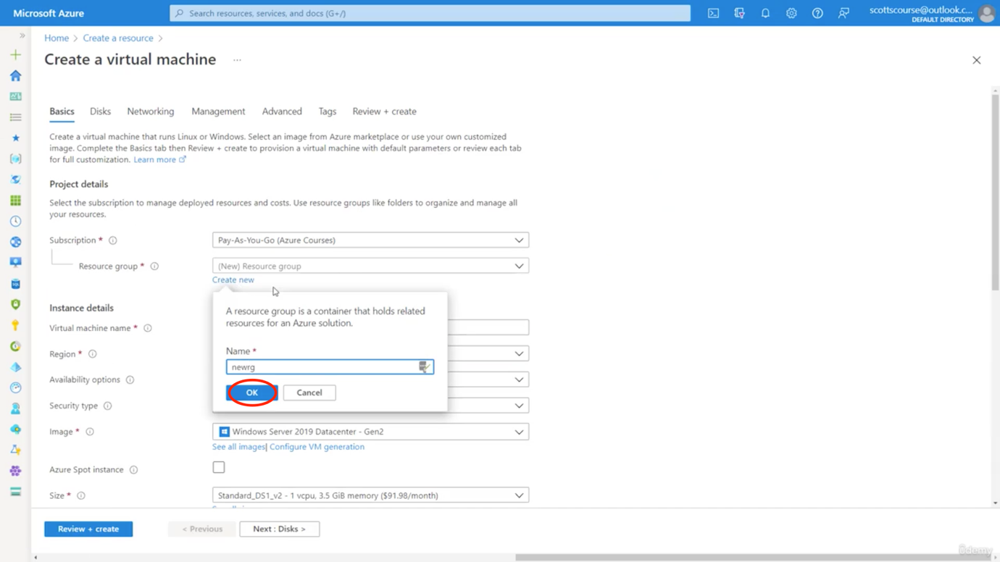 Microsoft Azure
Search resources, services, and docs (G+/)
scottscourse@outlook.c...
DEFAULT DIRECTORY
Home > Create a resource >
Create a virtual machine ...
Basics Disks Networking Management Advanced Tags Review + create
Create a virtual machine that runs Linux or Windows. Select an image from Azure marketplace or use your own customized
image. Complete the Basics tab then Review + create to provision a virtual machine with default parameters or review each tab
for full customization. Learn more
Project details
Select the subscription to manage deployed resources and costs. Use resource groups like folders to organize and manage all
your resources.
Subscription * Pay-As-You-Go (Azure Courses)
Resource group * (New) Resource group
Create new
A resource group is a container that holds related
resources for an Azure solution.
Name *
newrg
OK Cancel
Instance details
Virtual machine name *
Region *
Availability options
Security type
Image * Windows Server 2019 Datacenter - Gen2
See all images| Configure VM generation
Azure Spot instance
Size * Standard_DS1_v2 - 1 vcpu, 3.5 GiB memory ($91.98/month)
Review + create < Previous Next : Disks >
ûdemy